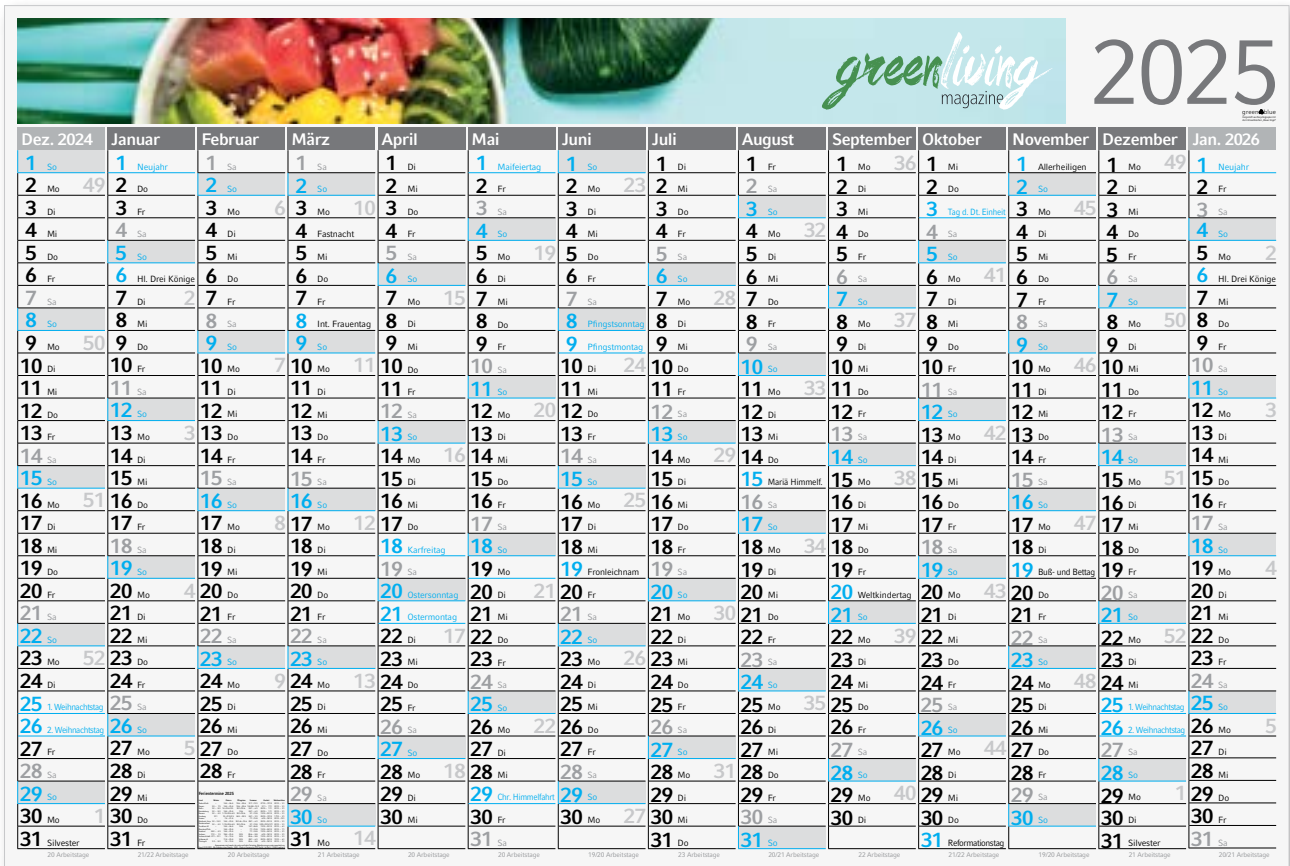 greenliving
magazine
2025
green blue
Dez. 2024 Januar Februar März April Mai Juni Juli August September Oktober November Dezember Jan. 2026
1 So 1 Neujahr 1 Sa 1 Sa 1 Di 1 Maifeiertag 1 So 1 Di 1 Fr 1 Mo 36 1 Mi 1 Allerheiligen 1 Mo 49 1 Neujahr
2 Mo 49 2 Do 2 So 2 So 2 Mi 2 Fr 2 Mo 23 2 Mi 2 Sa 2 Di 2 Do 2 So 2 Di 2 Fr
3 Di 3 Fr 3 Mo 6 3 Mo 10 3 Do 3 Sa 3 Di 3 Do 3 So 3 Mi 3 Tag d. Dt. Einheit 3 Mo 45 3 Mi 3 Sa
4 Mi 4 Sa 4 Di 4 Fastnacht 4 Fr 4 So 4 Mi 4 Fr 4 Mo 32 4 Do 4 Sa 4 Di 4 Do 4 So
5 Do 5 So 5 Mi 5 Mi 5 Sa 5 Mo 19 5 Do 5 Sa 5 Di 5 Fr 5 So 5 Mi 5 Fr 5 Mo 2
6 Fr 6 Hl. Drei Könige 6 Do 6 Do 6 So 6 Di 6 Fr 6 So 6 Mi 6 Sa 6 Mo 41 6 Do 6 Sa 6 Hl. Drei Könige
7 Sa 7 Di 2 7 Fr 7 Fr 7 Mo 15 7 Mi 7 Sa 7 Mo 28 7 Do 7 So 7 Di 7 Fr 7 So 7 Mi
8 So 8 Mi 8 Sa 8 Int. Frauentag 8 Di 8 Do 8 Pfingstsonntag 8 Di 8 Fr 8 Mo 37 8 Mi 8 Sa 8 Mo 50 8 Do
9 Mo 50 9 Do 9 So 9 So 9 Mi 9 Fr 9 Pfingstmontag 9 Mi 9 Sa 9 Di 9 Do 9 So 9 Di 9 Fr
10 Di 10 Fr 10 Mo 7 10 Mo 11 10 Do 10 Sa 10 Di 24 10 Do 10 So 10 Mi 10 Fr 10 Mo 46 10 Mi 10 Sa
11 Mi 11 Sa 11 Di 11 Di 11 Fr 11 So 11 Mi 11 Fr 11 Mo 33 11 Do 11 Sa 11 Di 11 Do 11 So
12 Do 12 So 12 Mi 12 Mi 12 Sa 12 Mo 20 12 Do 12 Sa 12 Di 12 Fr 12 So 12 Mi 12 Fr 12 Mo 3
13 Fr 13 Mo 3 13 Do 13 Do 13 So 13 Di 13 Fr 13 So 13 Mi 13 Sa 13 Mo 42 13 Do 13 Sa 13 Di
14 Sa 14 Di 14 Fr 14 Fr 14 Mo 16 14 Mi 14 Sa 14 Mo 29 14 Do 14 So 14 Di 14 Fr 14 So 14 Mi
15 So 15 Mi 15 Sa 15 Sa 15 Di 15 Do 15 So 15 Di 15 Mariä Himmelf. 15 Mo 38 15 Mi 15 Sa 15 Mo 51 15 Do
16 Mo 51 16 Do 16 So 16 So 16 Mi 16 Fr 16 Mo 25 16 Mi 16 Sa 16 Di 16 Do 16 So 16 Di 16 Fr
17 Di 17 Fr 17 Mo 8 17 Mo 12 17 Do 17 Sa 17 Di 17 Do 17 So 17 Mi 17 Fr 17 Mo 47 17 Mi 17 Sa
18 Mi 18 Sa 18 Di 18 Di 18 Karfreitag 18 So 18 Mi 18 Fr 18 Mo 34 18 Do 18 Sa 18 Di 18 Do 18 So
19 Do 19 So 19 Mi 19 Mi 19 Sa 19 Mo 19 Fronleichnam 19 Sa 19 Di 19 Fr 19 So 19 Buß- und Bettag 19 Fr 19 Mo 4
20 Fr 20 Mo 4 20 Do 20 Do 20 Ostersonntag 20 Di 21 20 Fr 20 So 20 Mi 20 Weltkindertag 20 Mo 43 20 Do 20 Sa 20 Di
21 Sa 21 Di 21 Fr 21 Fr 21 Ostermontag 21 Mi 21 Sa 21 Mo 30 21 Do 21 So 21 Di 21 Fr 21 So 21 Mi
22 So 22 Mi 22 Sa 22 Sa 22 Di 17 22 Do 22 So 22 Di 22 Fr 22 Mo 39 22 Mi 22 Sa 22 Mo 52 22 Do
23 Mo 52 23 Do 23 So 23 So 23 Mi 23 Fr 23 Mo 26 23 Mi 23 Sa 23 Di 23 Do 23 So 23 Di 23 Fr
24 Di 24 Fr 24 Mo 9 24 Mo 13 24 Do 24 Sa 24 Di 24 Do 24 So 24 Mi 24 Fr 24 Mo 48 24 Mi 24 Sa
25 1. Weihnachtstag 25 Sa 25 Di 25 Di 25 Fr 25 So 25 Mi 25 Fr 25 Mo 35 25 Do 25 Sa 25 Di 25 1. Weihnachtstag 25 So
26 2. Weihnachtstag 26 So 26 Mi 26 Mi 26 Sa 26 Mo 22 26 Do 26 Sa 26 Di 26 Fr 26 So 26 Mi 26 2. Weihnachtstag 26 Mo 5
27 Fr 27 Mo 5 27 Do 27 Do 27 So 27 Di 27 Fr 27 So 27 Mi 27 Sa 27 Mo 44 27 Do 27 Sa 27 Di
28 Sa 28 Di 28 Fr 28 Fr 28 Mo 18 28 Mi 28 Sa 28 Mo 31 28 Do 28 So 28 Di 28 Fr 28 So 28 Mi
29 So 29 Mi Ferientermine 2025 29 Sa 29 Di 29 Chr. Himmelfahrt 29 So 29 Di 29 Fr 29 Mo 40 29 Mi 29 Sa 29 Mo 1 29 Do
30 Mo 1 30 Do 30 So 30 Mi 30 Fr 30 Mo 27 30 Mi 30 Sa 30 Di 30 Do 30 So 30 Di 30 Fr
31 Silvester 31 Fr 31 Mo 14 31 Sa 31 Do 31 So 31 Reformationstag 31 Silvester 31 Sa
20 Arbeitstage 21/22 Arbeitstage 20 Arbeitstage 21 Arbeitstage 20 Arbeitstage 20 Arbeitstage 19/20 Arbeitstage 23 Arbeitstage 20/21 Arbeitstage 22 Arbeitstage 21/22 Arbeitstage 19/20 Arbeitstage 21 Arbeitstage 20/21 Arbeitstage